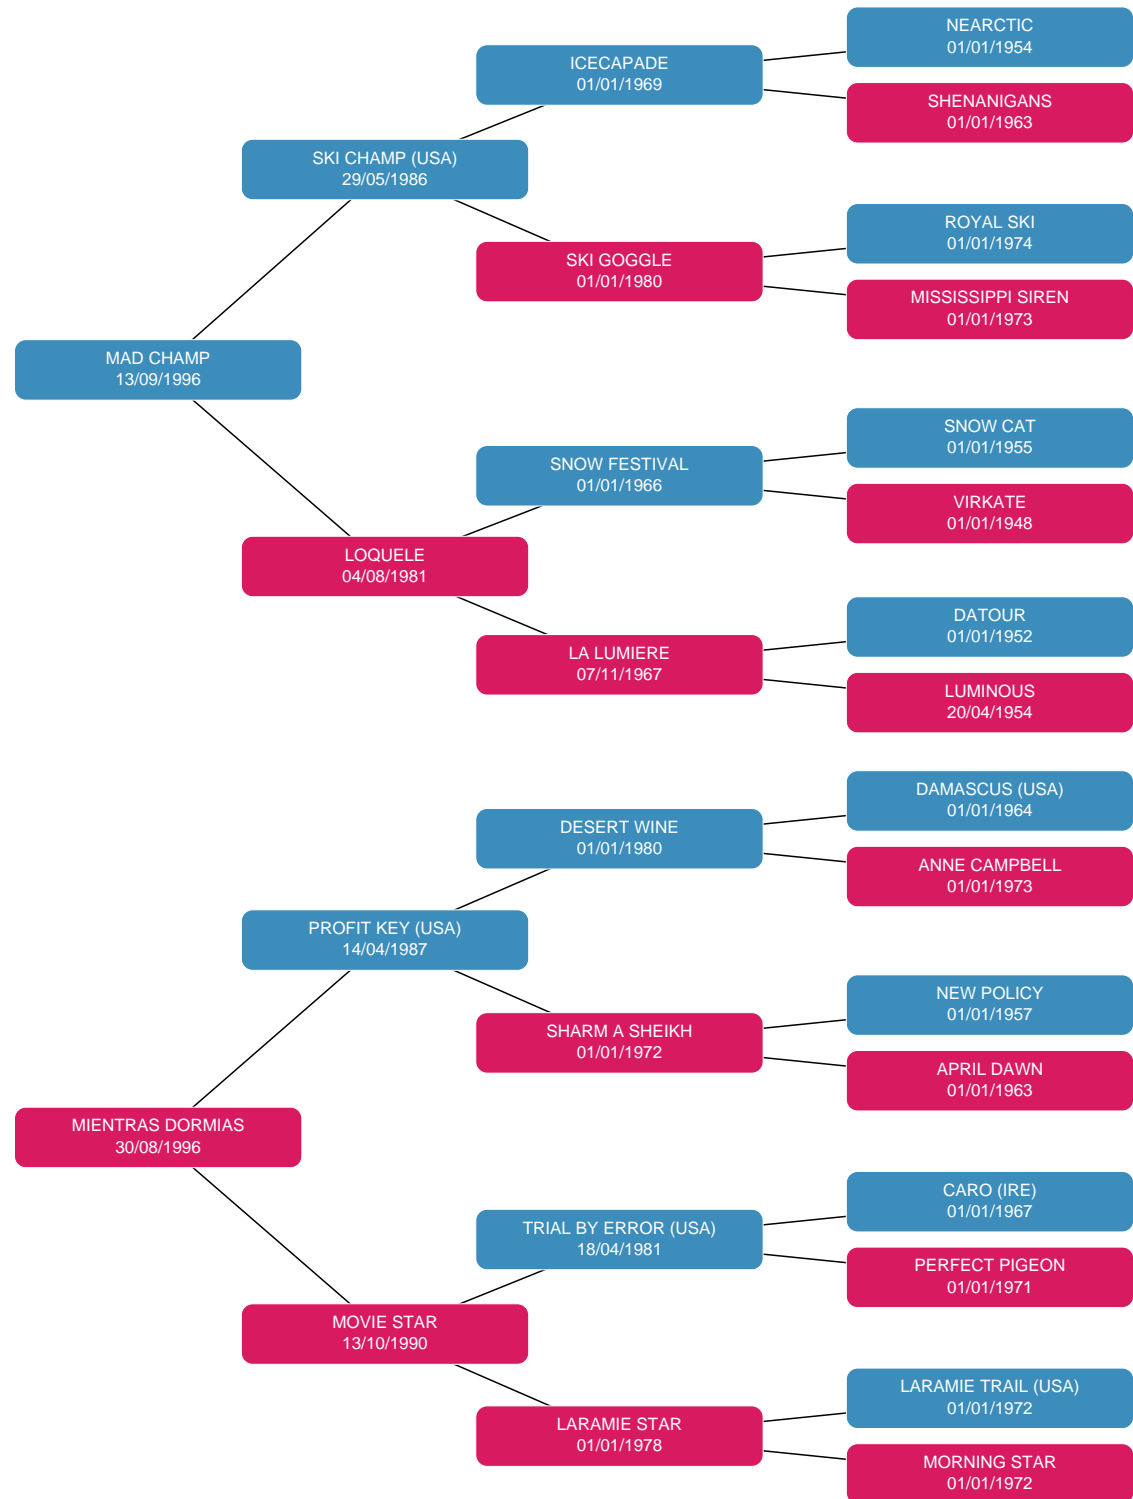 NEARCTIC
01/01/1954
ICECAPADE
01/01/1969
SHENANIGANS
01/01/1963
SKI CHAMP (USA)
29/05/1986
ROYAL SKI
01/01/1974
SKI GOGGLE
01/01/1980
MISSISSIPPI SIREN
01/01/1973
MAD CHAMP
13/09/1996
SNOW CAT
01/01/1955
SNOW FESTIVAL
01/01/1966
VIRKATE
01/01/1948
LOQUELE
04/08/1981
DATOUR
01/01/1952
LA LUMIERE
07/11/1967
LUMINOUS
20/04/1954
DAMASCUS (USA)
01/01/1964
DESERT WINE
01/01/1980
ANNE CAMPBELL
01/01/1973
PROFIT KEY (USA)
14/04/1987
NEW POLICY
01/01/1957
SHARM A SHEIKH
01/01/1972
APRIL DAWN
01/01/1963
MIENTRAS DORMIAS
30/08/1996
CARO (IRE)
01/01/1967
TRIAL BY ERROR (USA)
18/04/1981
PERFECT PIGEON
01/01/1971
MOVIE STAR
13/10/1990
LARAMIE TRAIL (USA)
01/01/1972
LARAMIE STAR
01/01/1978
MORNING STAR
01/01/1972